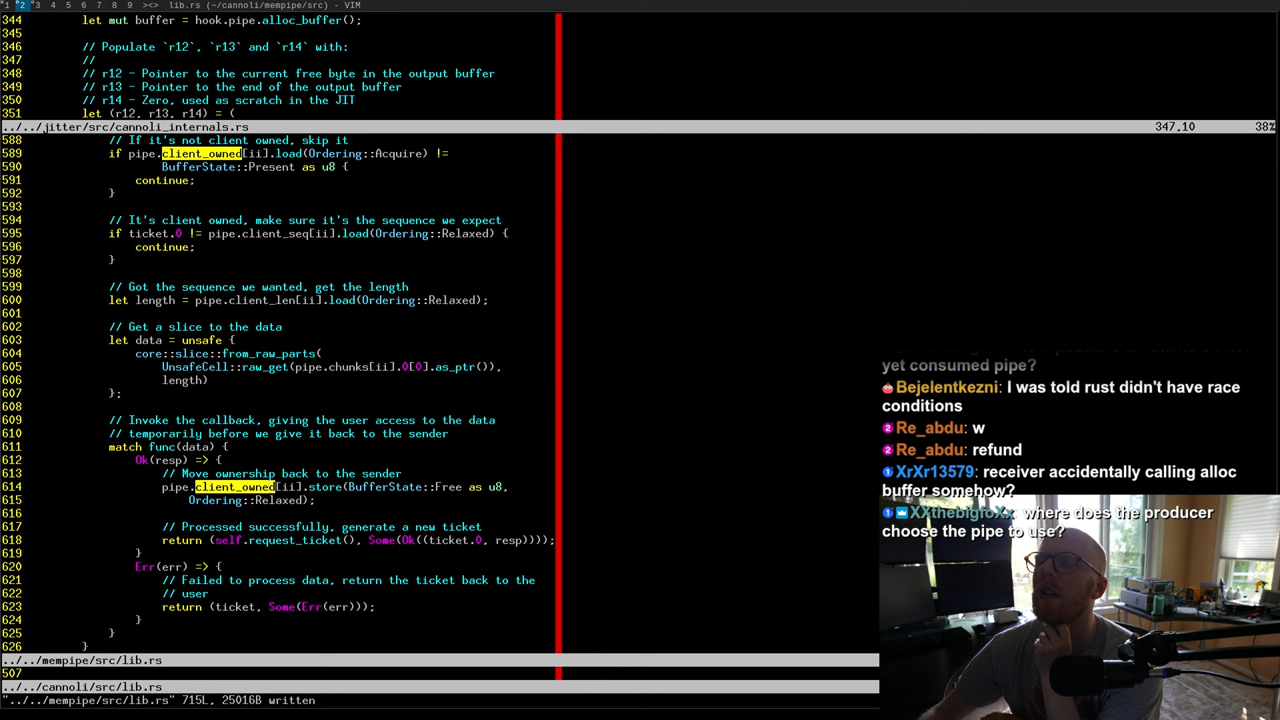 1 2 3 4 5 6 7 8 9 ><> lib.rs (~/cannoli/mempipe/src) - VIM
344 let mut buffer = hook.pipe.alloc_buffer();
345
346 // Populate `r12`, `r13` and `r14` with:
347 //
348 // r12 - Pointer to the current free byte in the output buffer
349 // r13 - Pointer to the end of the output buffer
350 // r14 - Zero, used as scratch in the JIT
351 let (r12, r13, r14) = (
../../jitter/src/cannoli_internals.rs 347,10 38%
588 // If it's not client owned, skip it
589 if pipe.client_owned[ii].load(Ordering::Acquire) !=
590 BufferState::Present as u8 {
591 continue;
592 }
593
594 // It's client owned, make sure it's the sequence we expect
595 if ticket.0 != pipe.client_seq[ii].load(Ordering::Relaxed) {
596 continue;
597 }
598
599 // Got the sequence we wanted, get the length
600 let length = pipe.client_len[ii].load(Ordering::Relaxed);
601
602 // Get a slice to the data
603 let data = unsafe {
604 core::slice::from_raw_parts(
605 UnsafeCell::raw_get(pipe.chunks[ii].0[0].as_ptr()),
606 length)
607 };
608
609 // Invoke the callback, giving the user access to the data
610 // temporarily before we give it back to the sender
611 match func(data) {
612 Ok(resp) => {
613 // Move ownership back to the sender
614 pipe.client_owned[ii].store(BufferState::Free as u8,
615 Ordering::Relaxed);
616
617 // Processed successfully, generate a new ticket
618 return (self.request_ticket(), Some(Ok((ticket.0, resp))));
619 }
620 Err(err) => {
621 // Failed to process data, return the ticket back to the
622 // user
623 return (ticket, Some(Err(err)));
624 }
625 }
626 }
../../mempipe/src/lib.rs
507
../../cannoli/src/lib.rs
"../../mempipe/src/lib.rs" 715L, 25016B written
yet consumed pipe?
Bejelentkezni: I was told rust didn't have race
conditions
2 Re_abdu: w
2 Re_abdu: refund
1 XrXr13579: receiver accidentally calling alloc
buffer somehow?
1 XXthebigfoXx: where does the producer
choose the pipe to use?